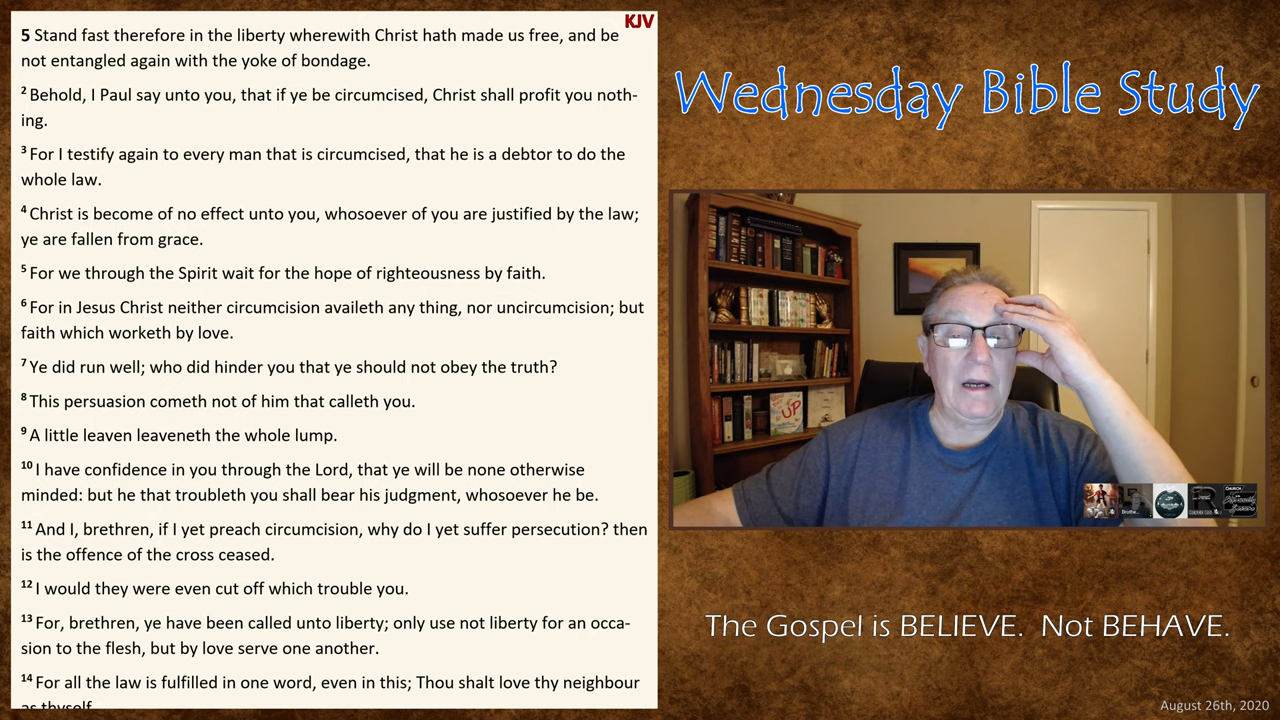 KJV
5 Stand fast therefore in the liberty wherewith Christ hath made us free, and be
not entangled again with the yoke of bondage.
2 Behold, I Paul say unto you, that if ye be circumcised, Christ shall profit you noth-
ing.
3 For I testify again to every man that is circumcised, that he is a debtor to do the
whole law.
4 Christ is become of no effect unto you, whosoever of you are justified by the law;
ye are fallen from grace.
5 For we through the Spirit wait for the hope of righteousness by faith.
6 For in Jesus Christ neither circumcision availeth any thing, nor uncircumcision; but
faith which worketh by love.
7 Ye did run well; who did hinder you that ye should not obey the truth?
8 This persuasion cometh not of him that calleth you.
9 A little leaven leaveneth the whole lump.
10 I have confidence in you through the Lord, that ye will be none otherwise
minded: but he that troubleth you shall bear his judgment, whosoever he be.
11 And I, brethren, if I yet preach circumcision, why do I yet suffer persecution? then
is the offence of the cross ceased.
12 I would they were even cut off which trouble you.
13 For, brethren, ye have been called unto liberty; only use not liberty for an occa-
sion to the flesh, but by love serve one another.
14 For all the law is fulfilled in one word, even in this; Thou shalt love thy neighbour
as thyself.
Wednesday Bible Study
UP
Brothe...
CHURCH
The Gospel is BELIEVE. Not BEHAVE.
August 26th, 2020